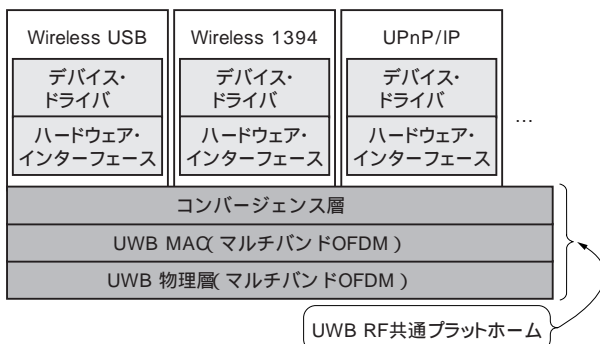 Wireless USB
デバイス・
ドライバ
ハードウェア・
インターフェース
Wireless 1394
デバイス・
ドライバ
ハードウェア・
インターフェース
UPnP/IP
デバイス・
ドライバ
ハードウェア・
インターフェース
…
コンバージェンス層
UWB MAC(マルチバンドOFDM)
UWB 物理層(マルチバンドOFDM)
UWB RF共通プラットホーム